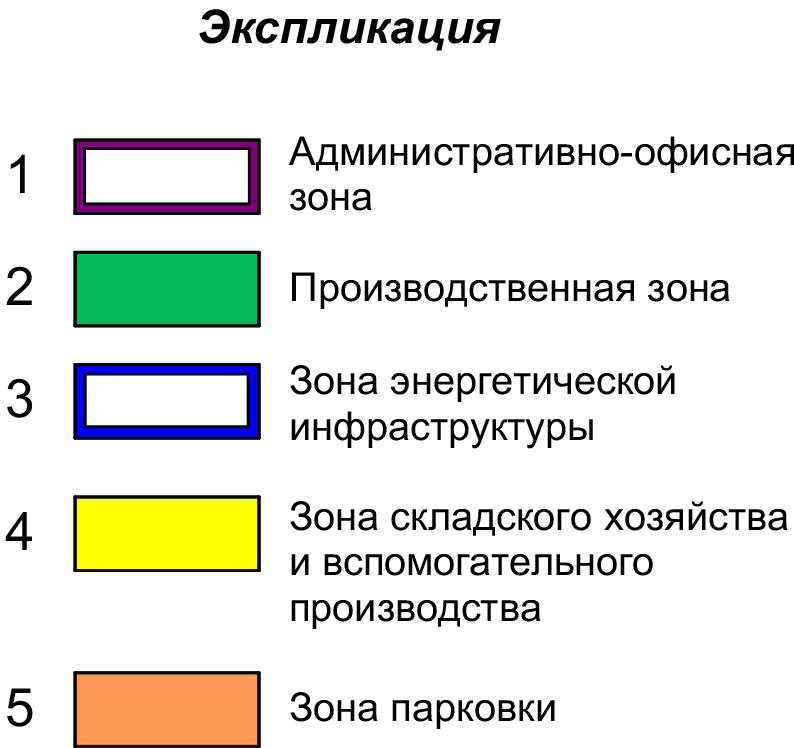 Экспликация
1 Административно-офисная
зона
2 Производственная зона
3 Зона энергетической
инфраструктуры
4 Зона складского хозяйства
и вспомогательного
производства
5 Зона парковки